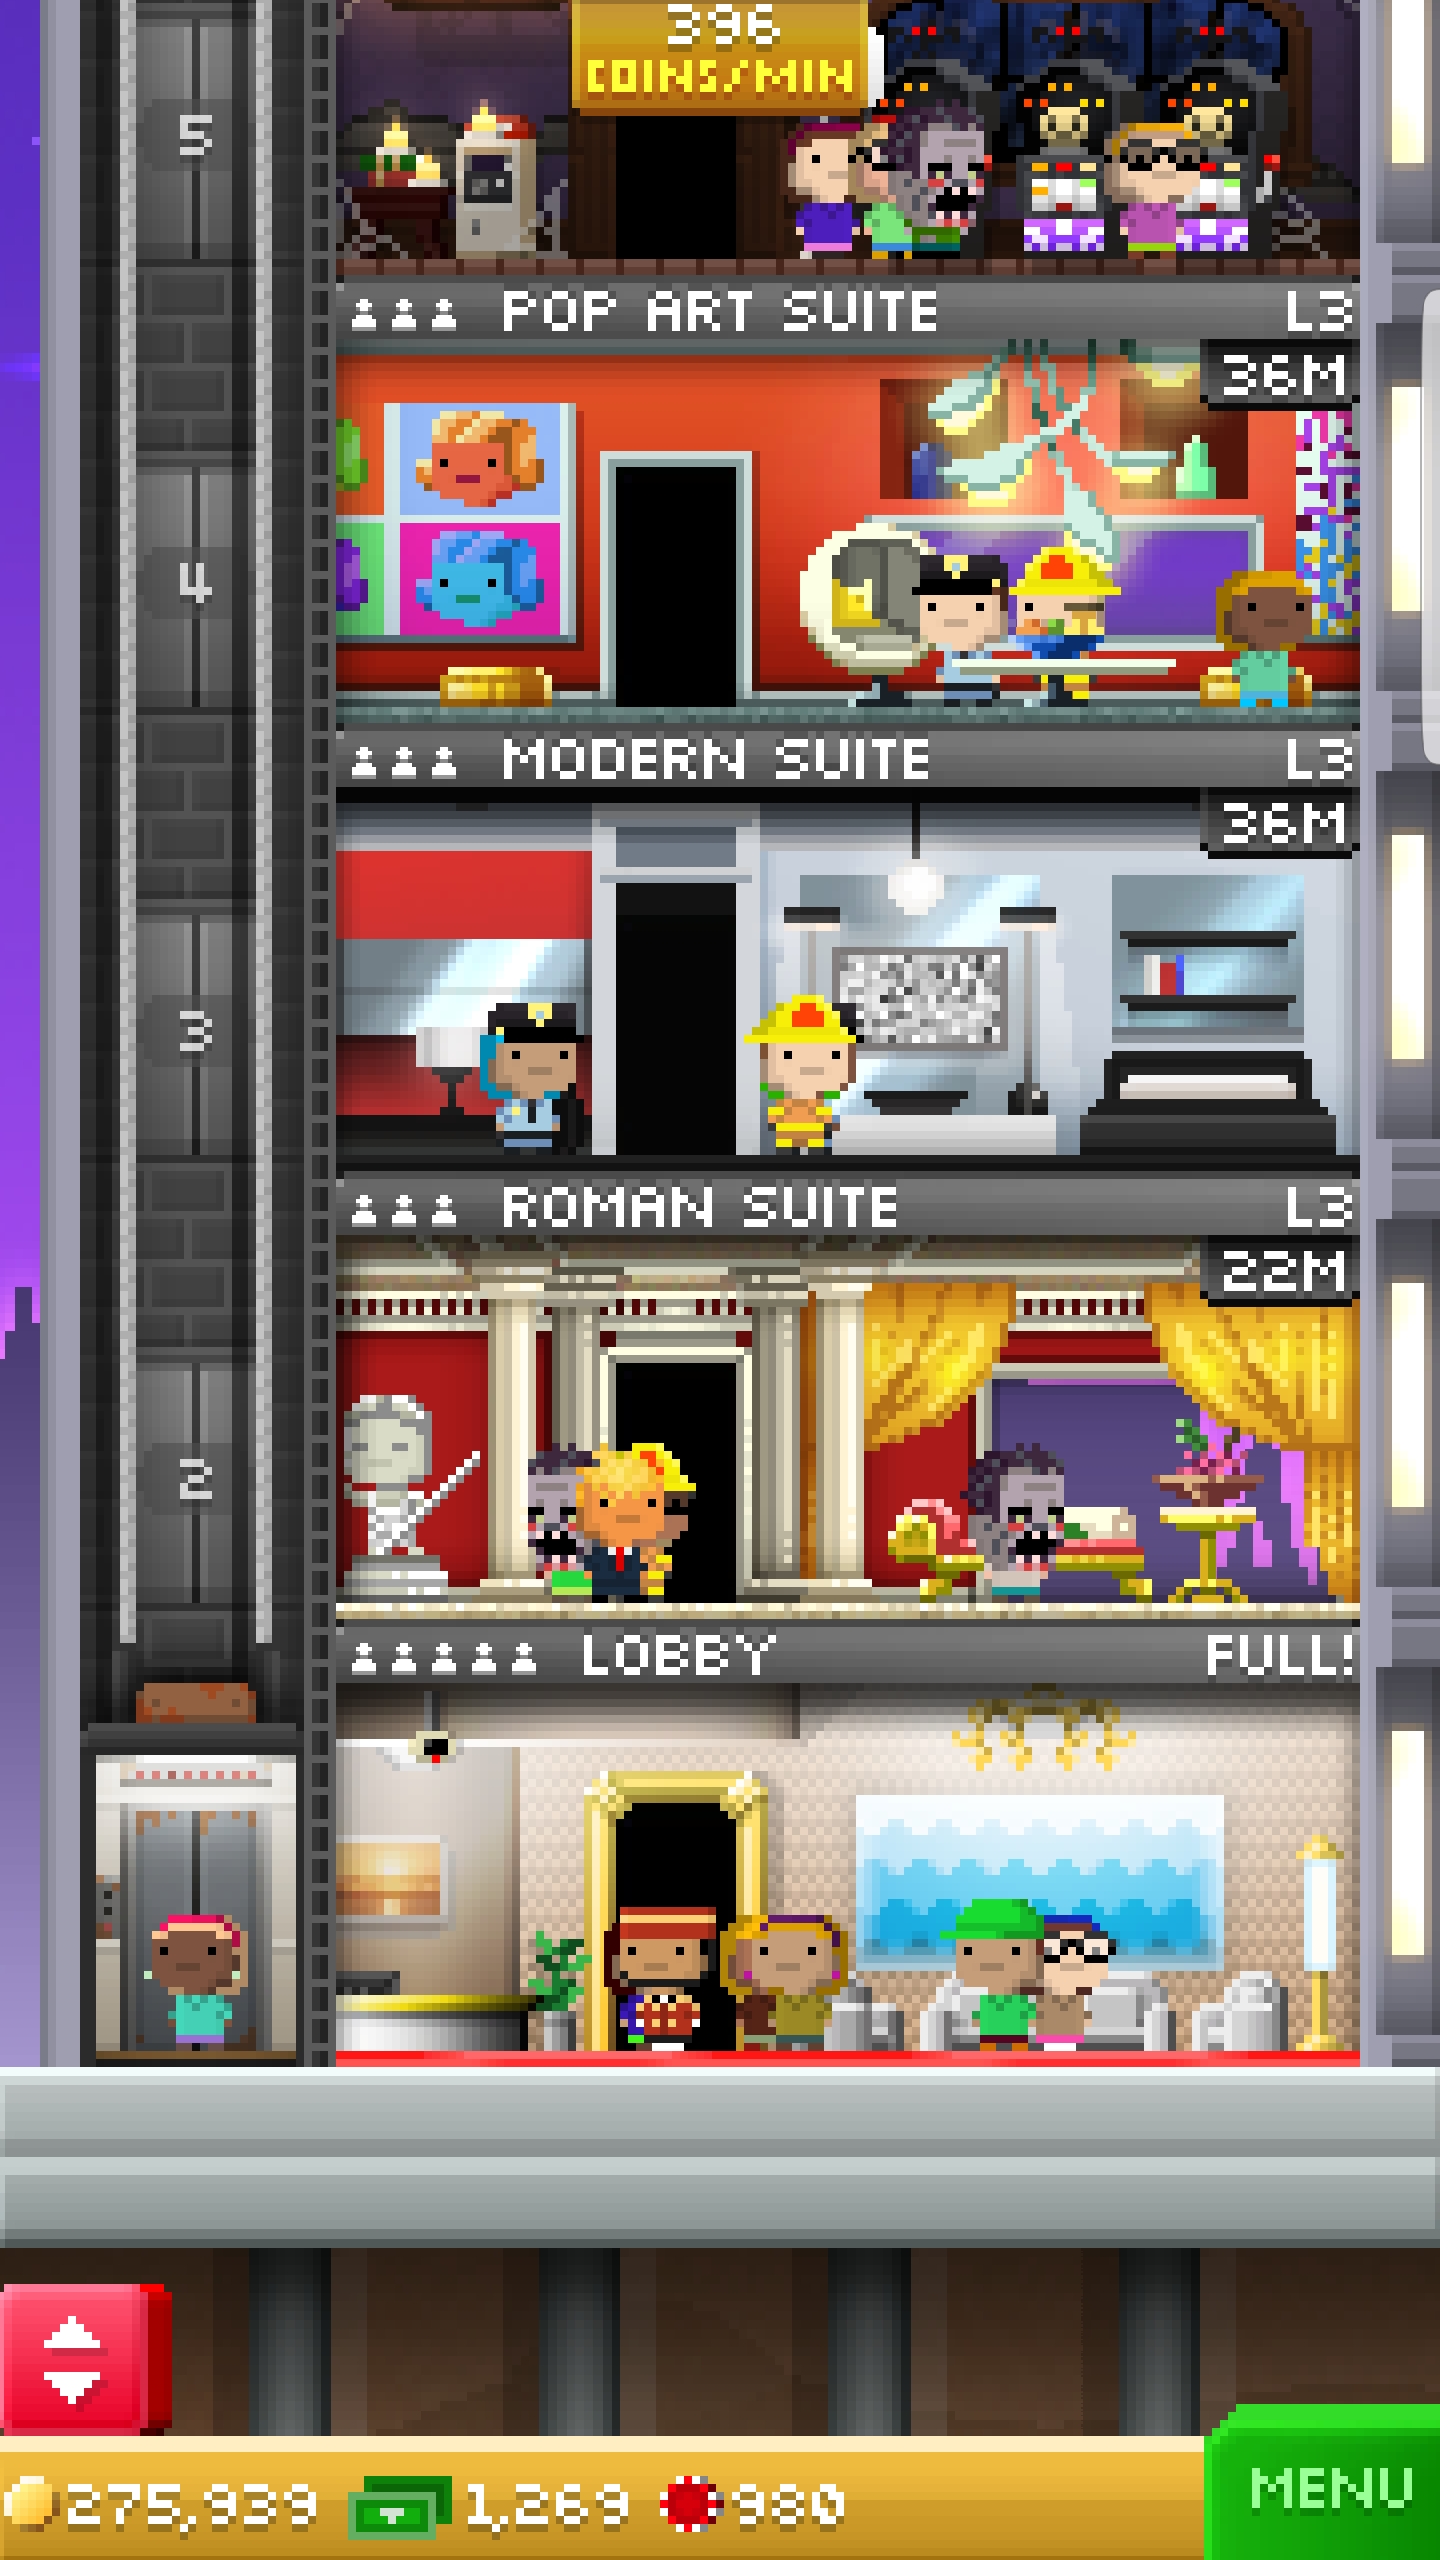 396
COINS/MIN
5
POP ART SUITE L3
36M
4
MODERN SUITE L3
36M
3
ROMAN SUITE L3
22M
2
LOBBY FULL!
275,939 1,269 980
MENU